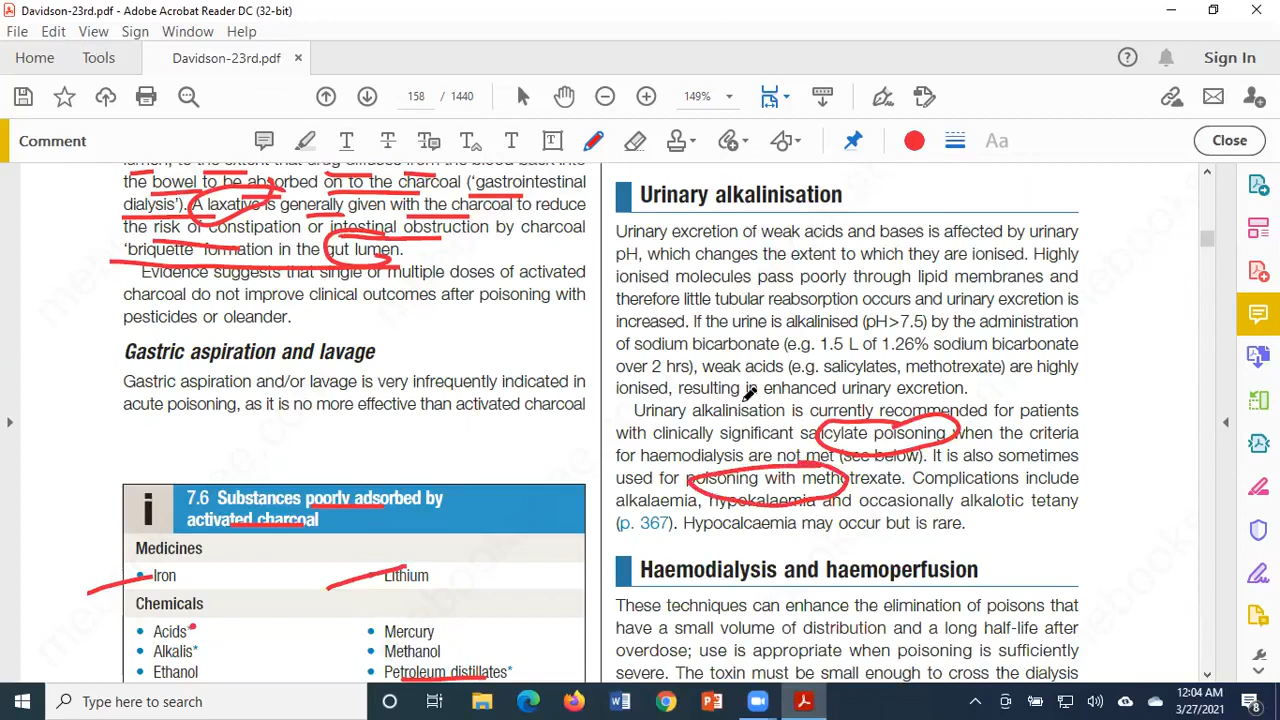 Davidson-23rd.pdf - Adobe Acrobat Reader DC (32-bit)
File Edit View Sign Window Help
Home Tools Davidson-23rd.pdf × Sign In
158 / 1440 149%
Comment Close
lumen, to the extent that drug diffuses from the blood back into
the bowel to be absorbed on to the charcoal (‘gastrointestinal
dialysis’). A laxative is generally given with the charcoal to reduce
the risk of constipation or intestinal obstruction by charcoal
‘briquette’ formation in the gut lumen.
Evidence suggests that single or multiple doses of activated
charcoal do not improve clinical outcomes after poisoning with
pesticides or oleander.
Gastric aspiration and lavage
Gastric aspiration and/or lavage is very infrequently indicated in
acute poisoning, as it is no more effective than activated charcoal
i
7.6 Substances poorly adsorbed by
activated charcoal
Medicines
• Iron • Lithium
Chemicals
• Acids* • Mercury
• Alkalis* • Methanol
• Ethanol • Petroleum distillates*
Urinary alkalinisation
Urinary excretion of weak acids and bases is affected by urinary
pH, which changes the extent to which they are ionised. Highly
ionised molecules pass poorly through lipid membranes and
therefore little tubular reabsorption occurs and urinary excretion is
increased. If the urine is alkalinised (pH>7.5) by the administration
of sodium bicarbonate (e.g. 1.5 L of 1.26% sodium bicarbonate
over 2 hrs), weak acids (e.g. salicylates, methotrexate) are highly
ionised, resulting in enhanced urinary excretion.
Urinary alkalinisation is currently recommended for patients
with clinically significant salicylate poisoning when the criteria
for haemodialysis are not met (see below). It is also sometimes
used for poisoning with methotrexate. Complications include
alkalaemia, hypokalaemia and occasionally alkalotic tetany
(p. 367). Hypocalcaemia may occur but is rare.
Haemodialysis and haemoperfusion
These techniques can enhance the elimination of poisons that
have a small volume of distribution and a long half-life after
overdose; use is appropriate when poisoning is sufficiently
severe. The toxin must be small enough to cross the dialysis
Type here to search
12:04 AM
3/27/2021
8